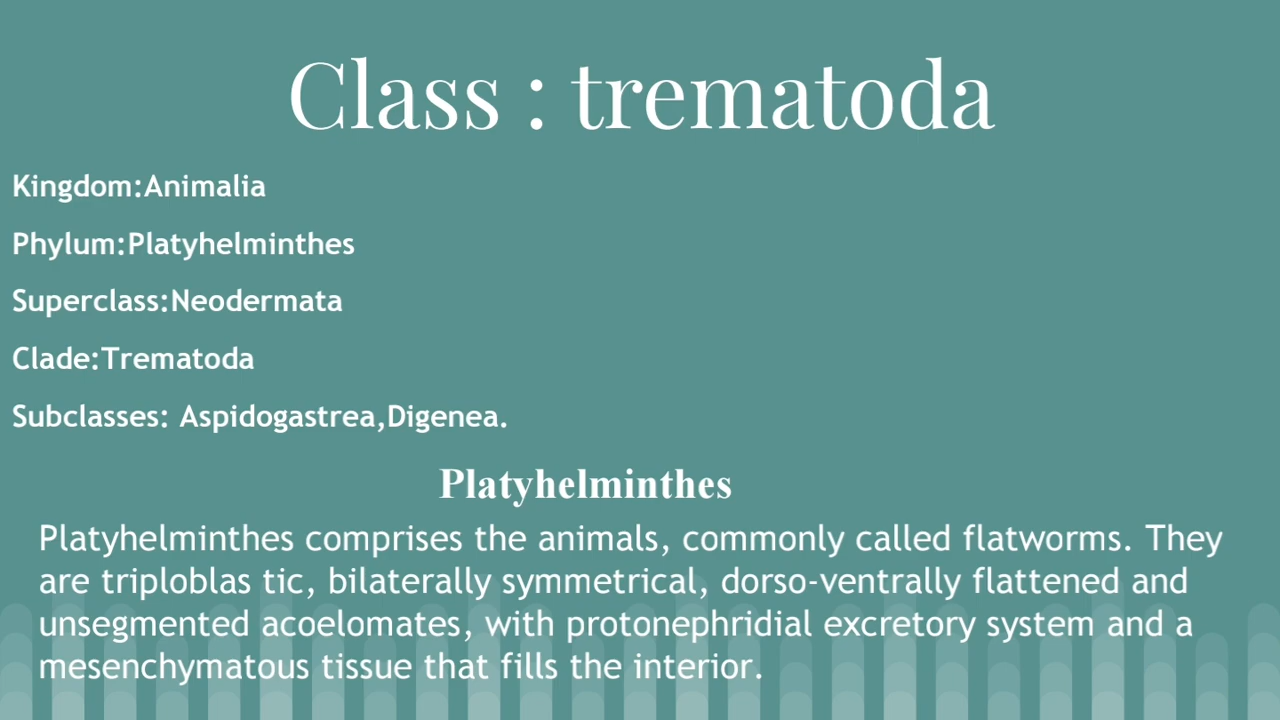 Class : trematoda
Kingdom:Animalia
Phylum:Platyhelminthes
Superclass:Neodermata
Clade:Trematoda
Subclasses: Aspidogastrea,Digenea.
Platyhelminthes
Platyhelminthes comprises the animals, commonly called flatworms. They
are triploblas tic, bilaterally symmetrical, dorso-ventrally flattened and
unsegmented acoelomates, with protonephridial excretory system and a
mesenchymatous tissue that fills the interior.